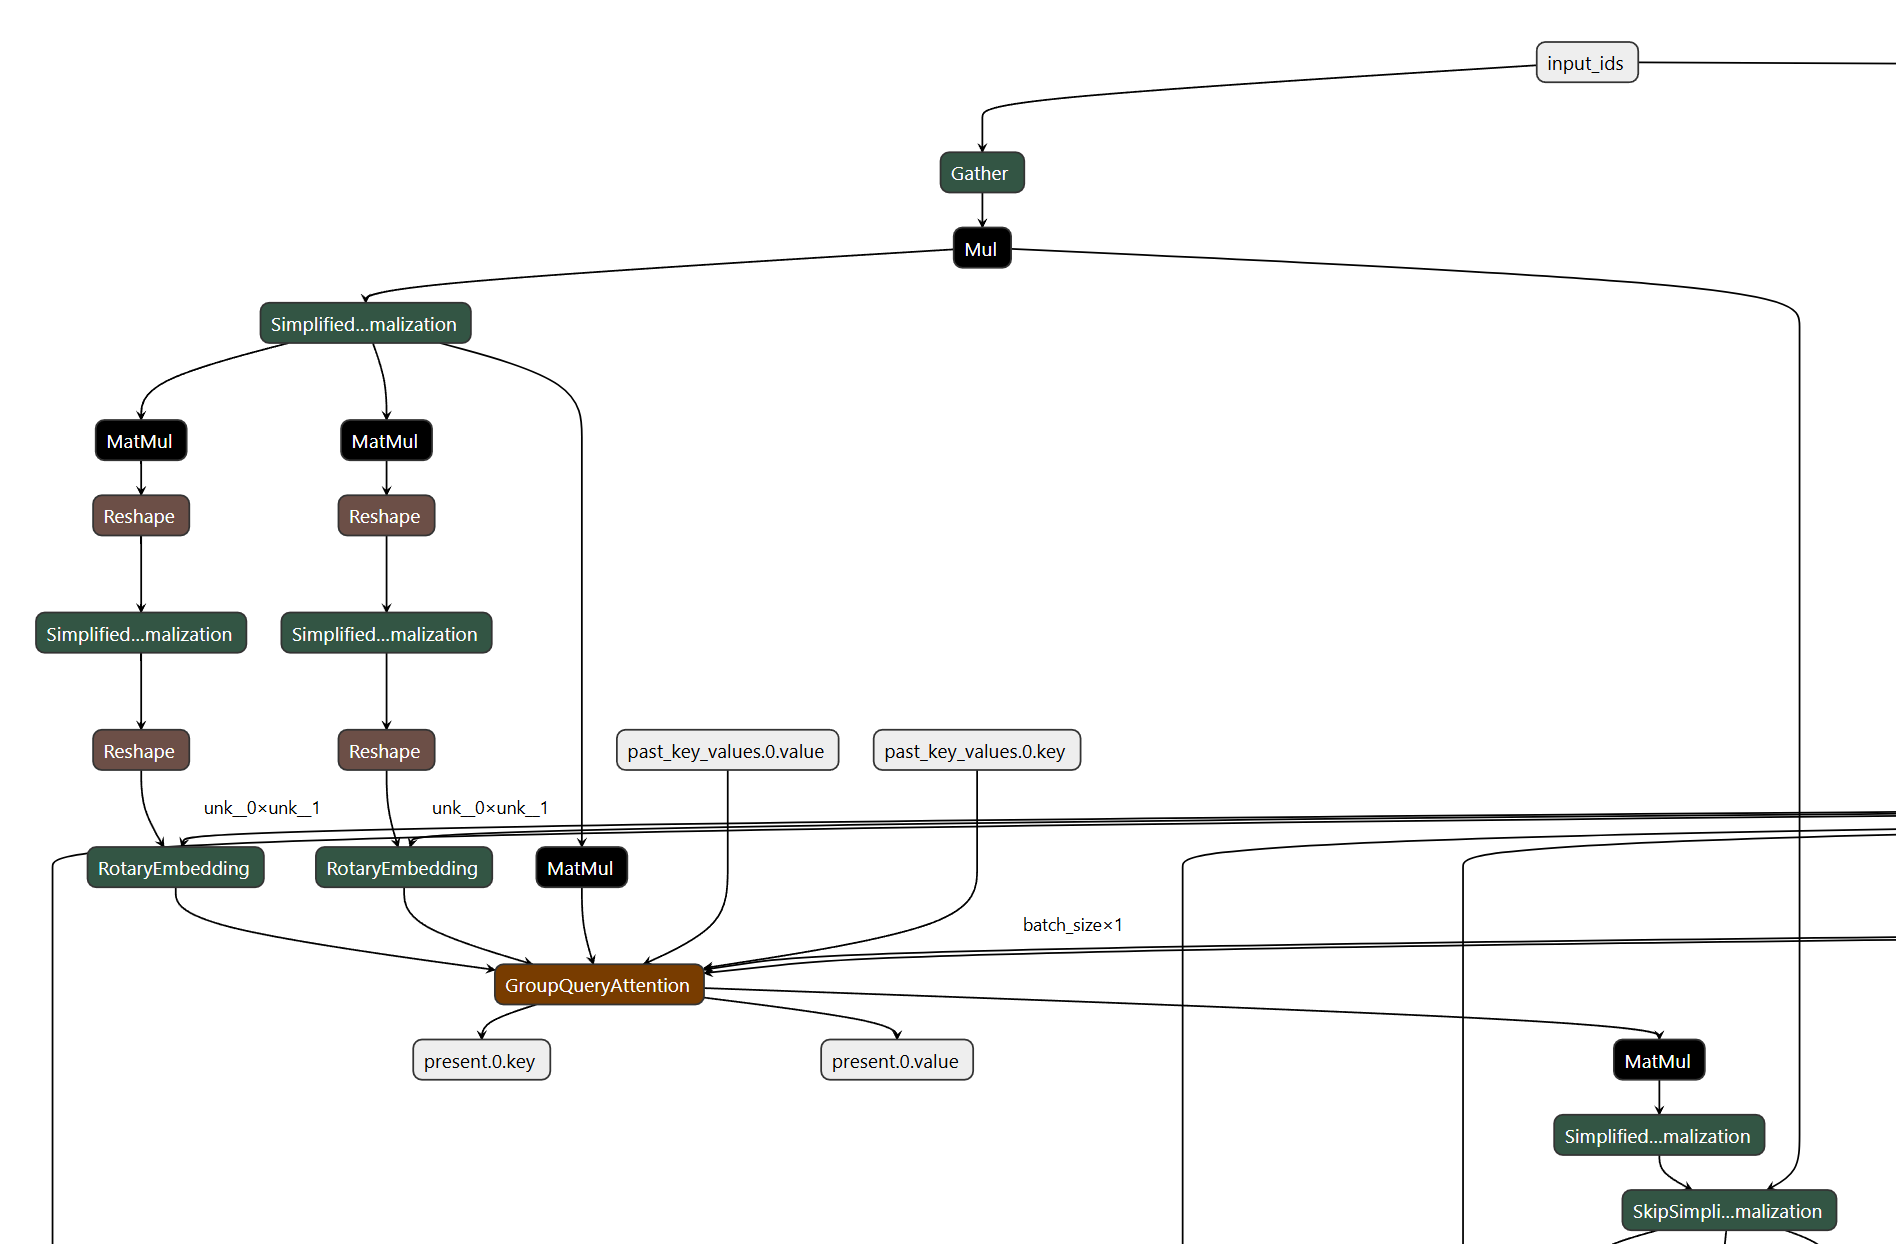 input_ids
Gather
Mul
Simplified...malization
MatMul
MatMul
Reshape
Reshape
Simplified...malization
Simplified...malization
Reshape
Reshape
past_key_values.0.value
past_key_values.0.key
unk__0×unk__1
unk__0×unk__1
RotaryEmbedding
RotaryEmbedding
MatMul
batch_size×1
GroupQueryAttention
present.0.key
present.0.value
MatMul
Simplified...malization
SkipSimpli...malization